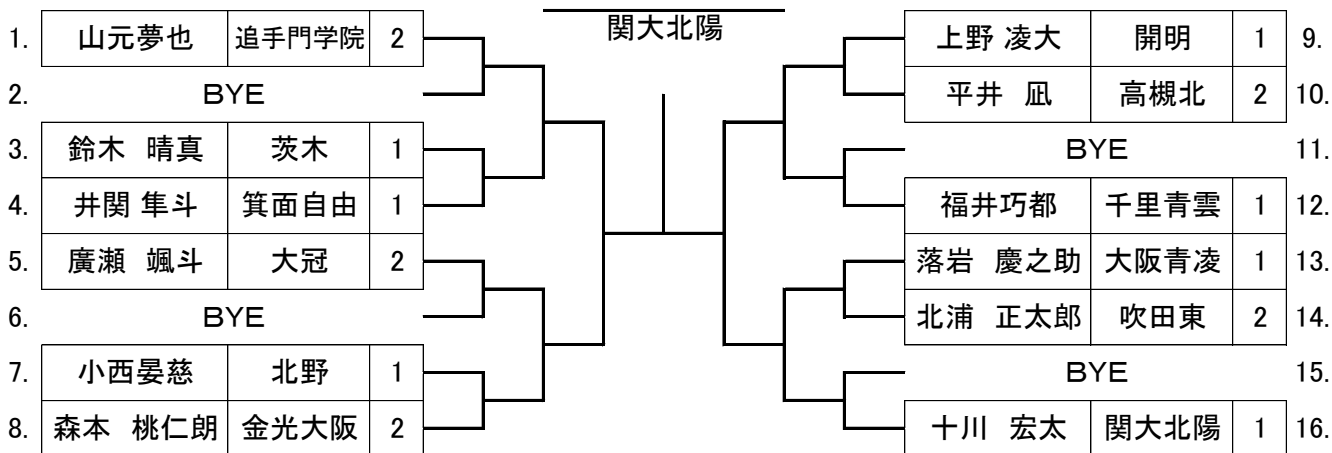 関大北陽
1. 山元夢也 追手門学院 2
2. BYE
3. 鈴木 晴真 茨木 1
4. 井関 隼斗 箕面自由 1
5. 廣瀬 颯斗 大冠 2
6. BYE
7. 小西晏慈 北野 1
8. 森本 桃仁朗 金光大阪 2
上野 凌大 開明 1 9.
平井 凪 高槻北 2 10.
BYE 11.
福井巧都 千里青雲 1 12.
落岩 慶之助 大阪青凌 1 13.
北浦 正太郎 吹田東 2 14.
BYE 15.
十川 宏太 関大北陽 1 16.